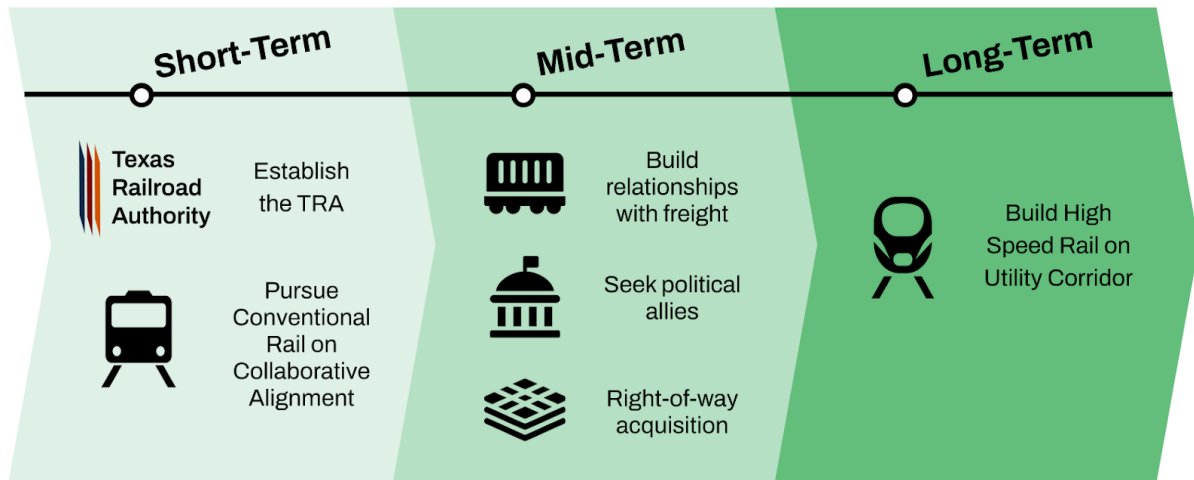 Short-Term
Texas
Railroad
Authority
Establish
the TRA
Pursue
Conventional
Rail on
Collaborative
Alignment
Mid-Term
Build
relationships
with freight
Seek political
allies
Right-of-way
acquisition
Long-Term
Build High
Speed Rail on
Utility Corridor